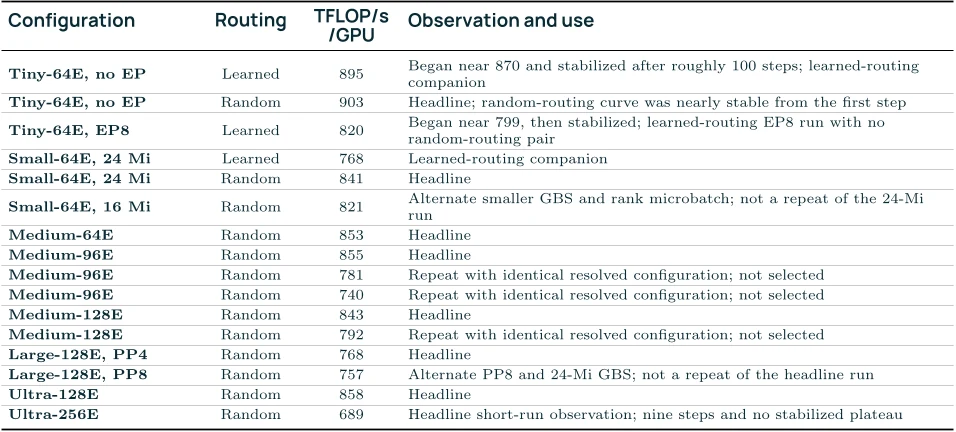 Configuration Routing TFLOP/s /GPU Observation and use
Tiny-64E, no EP Learned 895 Began near 870 and stabilized after roughly 100 steps; learned-routing
companion
Tiny-64E, no EP Random 903 Headline; random-routing curve was nearly stable from the first step
Tiny-64E, EP8 Learned 820 Began near 799, then stabilized; learned-routing EP8 run with no
random-routing pair
Small-64E, 24 Mi Learned 768 Learned-routing companion
Small-64E, 24 Mi Random 841 Headline
Small-64E, 16 Mi Random 821 Alternate smaller GBS and rank microbatch; not a repeat of the 24-Mi
run
Medium-64E Random 853 Headline
Medium-96E Random 855 Headline
Medium-96E Random 781 Repeat with identical resolved configuration; not selected
Medium-96E Random 740 Repeat with identical resolved configuration; not selected
Medium-128E Random 843 Headline
Medium-128E Random 792 Repeat with identical resolved configuration; not selected
Large-128E, PP4 Random 768 Headline
Large-128E, PP8 Random 757 Alternate PP8 and 24-Mi GBS; not a repeat of the headline run
Ultra-128E Random 858 Headline
Ultra-256E Random 689 Headline short-run observation; nine steps and no stabilized plateau